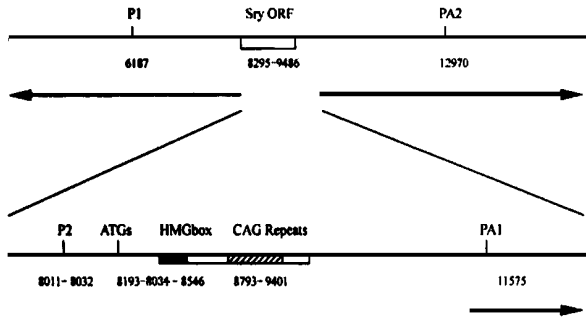 P1 Sry ORF PA2
6187 8295-9486 12970
P2 ATGs HMGbox CAG Repeats PA1
8011-8032 8193-8034-8546 8793-9401 11575